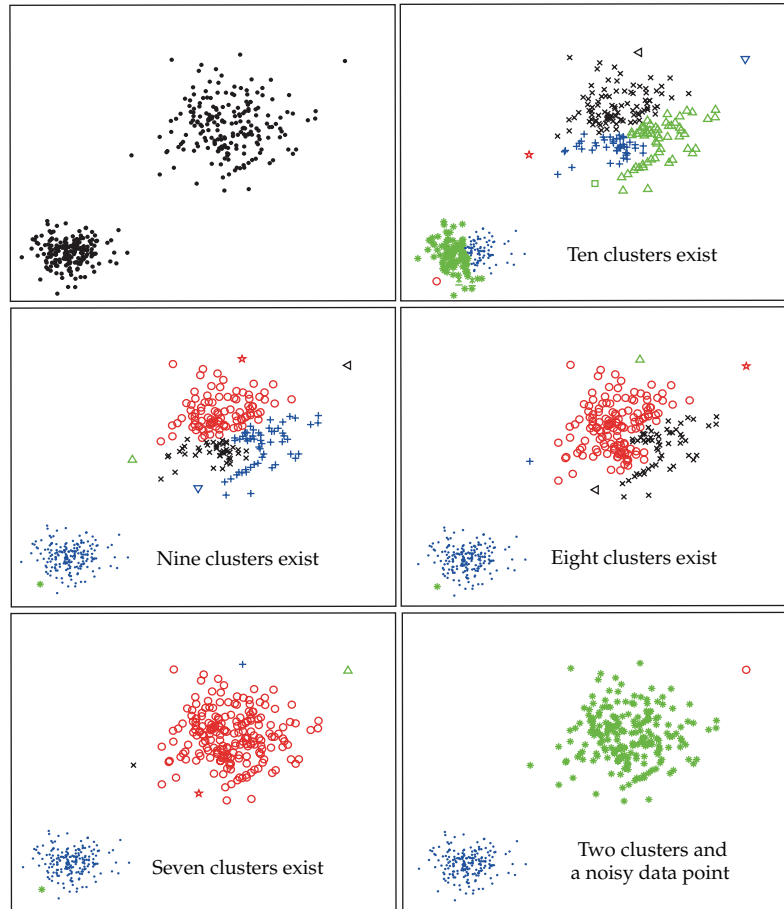 Ten clusters exist
Nine clusters exist
Eight clusters exist
Seven clusters exist
Two clusters and
a noisy data point